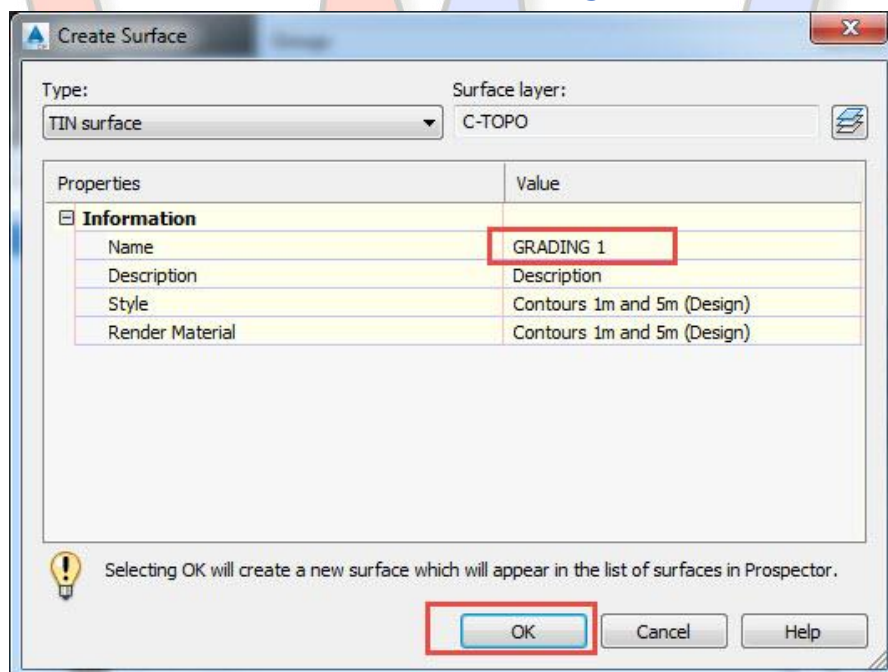 Create Surface
Type:
Surface layer:
TIN surface
C-TOPO
Properties
Value
Information
Name
GRADING 1
Description
Description
Style
Contours 1m and 5m (Design)
Render Material
Contours 1m and 5m (Design)
Selecting OK will create a new surface which will appear in the list of surfaces in Prospector.
OK
Cancel
Help